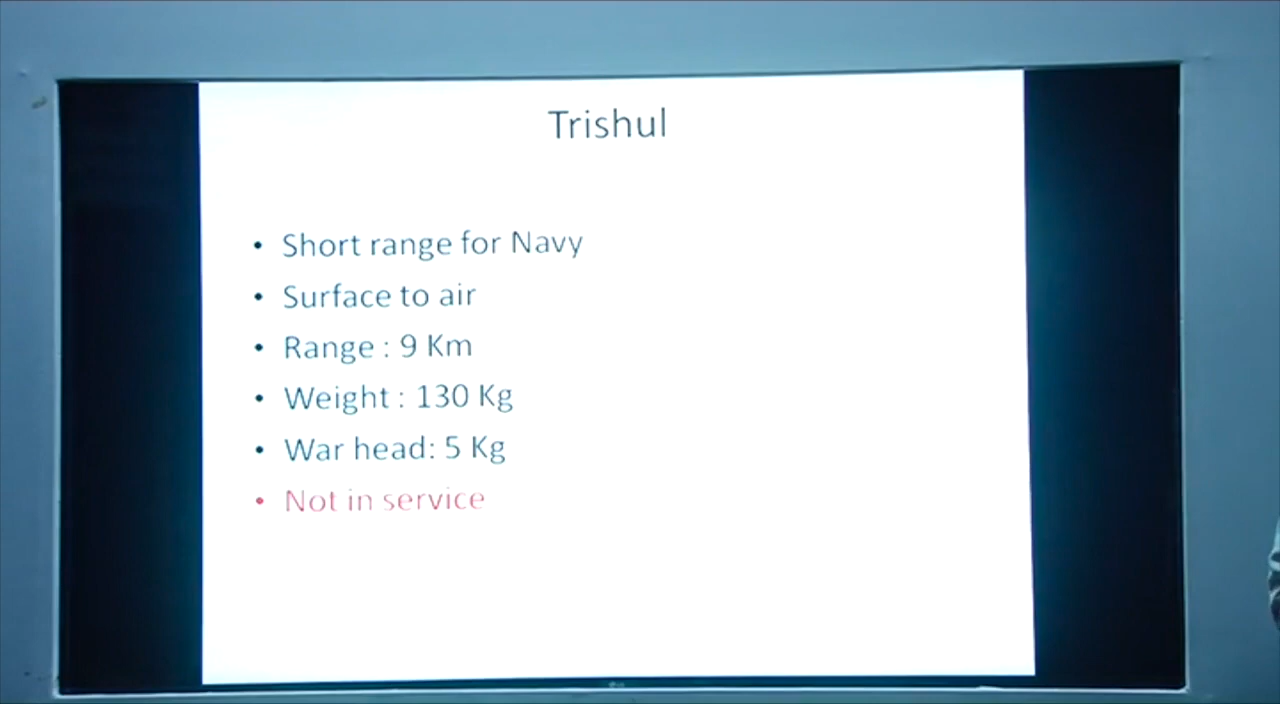 Trishul
• Short range for Navy
• Surface to air
• Range : 9 Km
• Weight : 130 Kg
• War head: 5 Kg
• Not in service